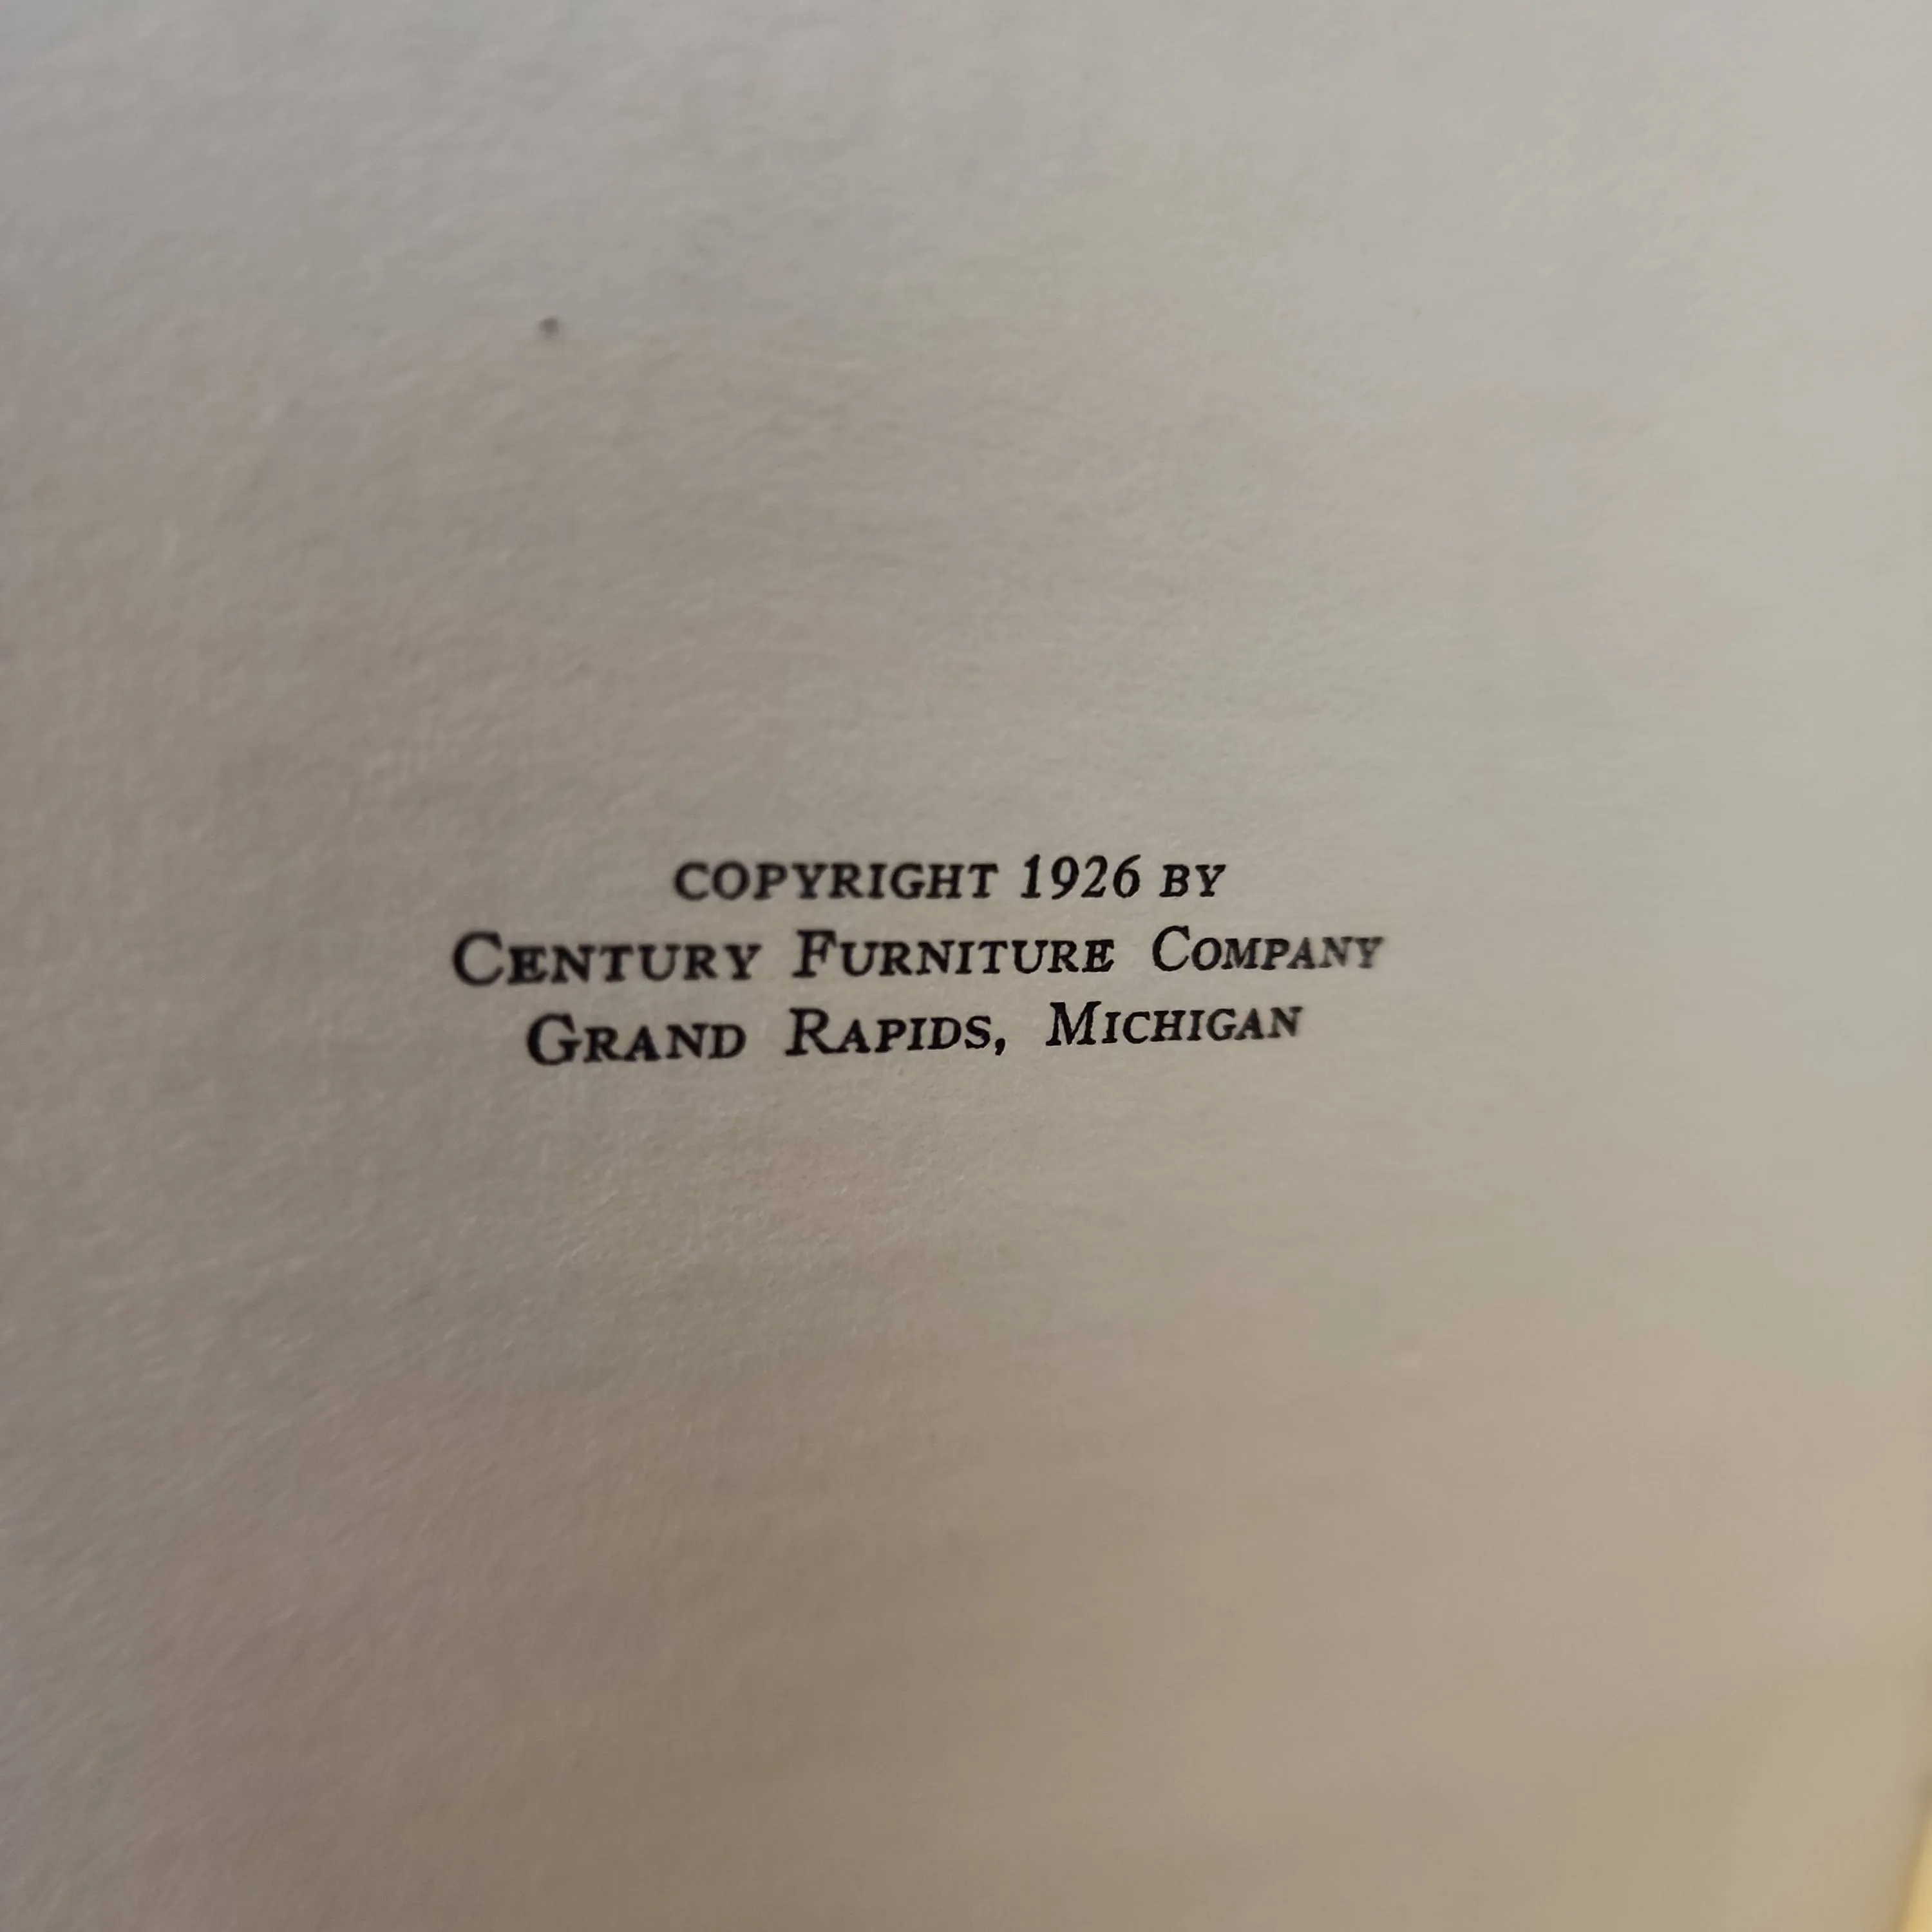 COPYRIGHT 1926 BY
CENTURY FURNITURE COMPANY
GRAND RAPIDS, MICHIGAN